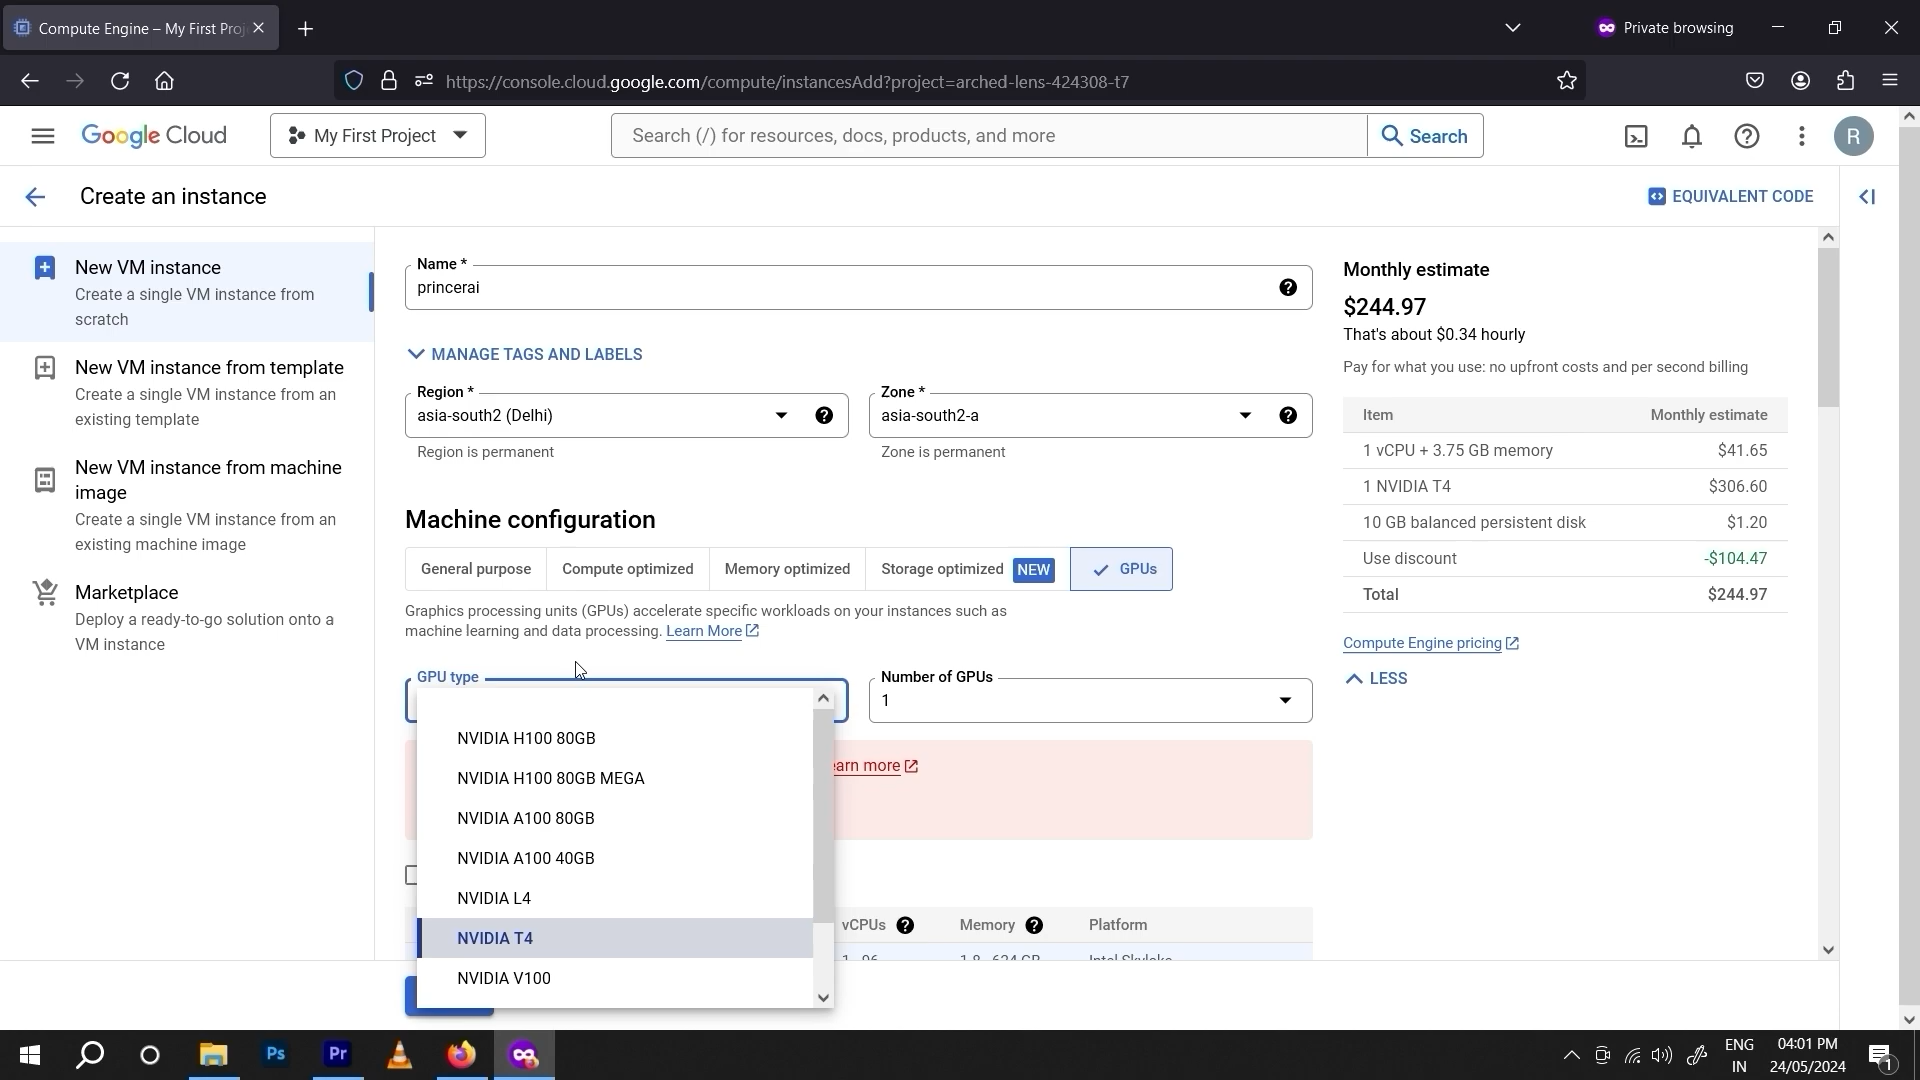 Compute Engine – My First Proj
Private browsing
https://console.cloud.google.com/compute/instancesAdd?project=arched-lens-424308-t7
Google Cloud
My First Project
Search (/) for resources, docs, products, and more
Search
R
Create an instance
EQUIVALENT CODE
New VM instance
Create a single VM instance from
scratch
New VM instance from template
Create a single VM instance from an
existing template
New VM instance from machine
image
Create a single VM instance from an
existing machine image
Marketplace
Deploy a ready-to-go solution onto a
VM instance
Name *
princerai
MANAGE TAGS AND LABELS
Region *
asia-south2 (Delhi)
Region is permanent
Zone *
asia-south2-a
Zone is permanent
Machine configuration
General purpose
Compute optimized
Memory optimized
Storage optimized NEW
GPUs
Graphics processing units (GPUs) accelerate specific workloads on your instances such as
machine learning and data processing. Learn More
GPU type
Number of GPUs
1
NVIDIA H100 80GB
NVIDIA H100 80GB MEGA
NVIDIA A100 80GB
NVIDIA A100 40GB
NVIDIA L4
NVIDIA T4
NVIDIA V100
earn more
vCPUs
Memory
Platform
Monthly estimate
$244.97
That's about $0.34 hourly
Pay for what you use: no upfront costs and per second billing
Item Monthly estimate
1 vCPU + 3.75 GB memory $41.65
1 NVIDIA T4 $306.60
10 GB balanced persistent disk $1.20
Use discount -$104.47
Total $244.97
Compute Engine pricing
LESS
Ps
Pr
ENG
IN
04:01 PM
24/05/2024
1